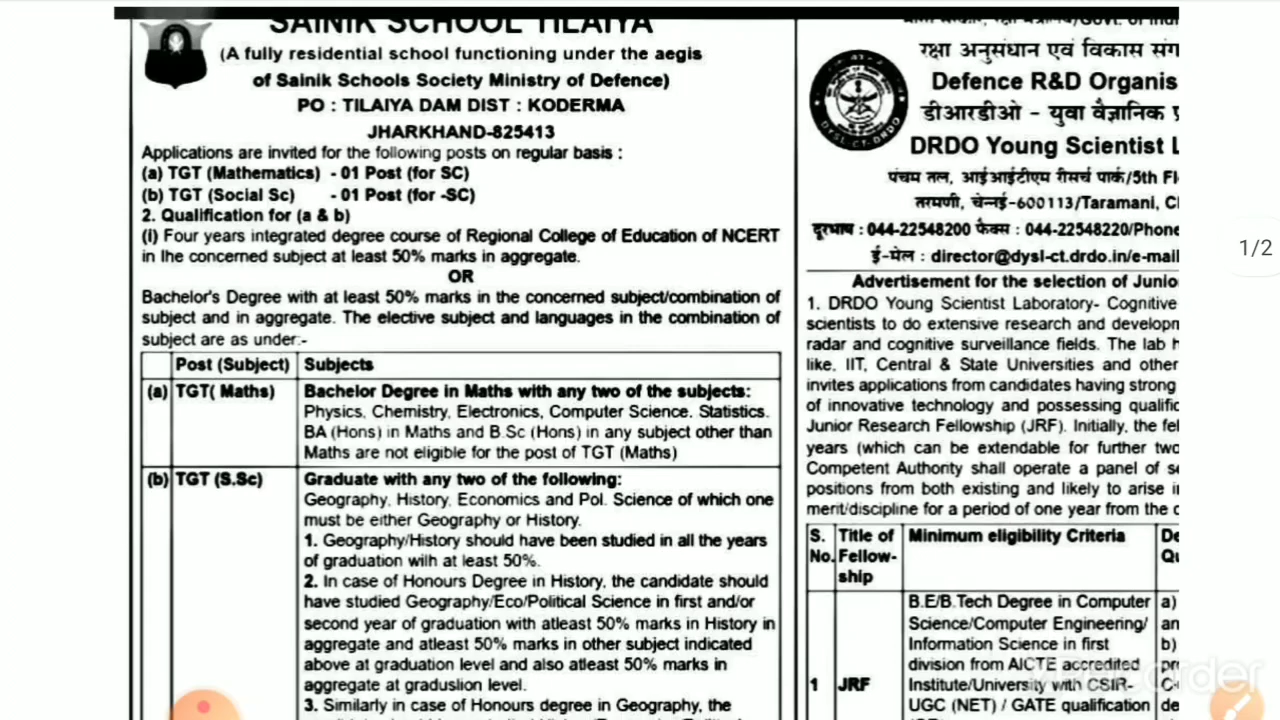 SAINIK SCHOOL TILAIYA
(A fully residential school functioning under the aegis
of Sainik Schools Society Ministry of Defence)
PO : TILAIYA DAM DIST : KODERMA
JHARKHAND-825413
Applications are invited for the following posts on regular basis :
(a) TGT (Mathematics) - 01 Post (for SC)
(b) TGT (Social Sc) - 01 Post (for -SC)
2. Qualification for (a & b)
(i) Four years integrated degree course of Regional College of Education of NCERT
in lhe concerned subject at least 50% marks in aggregate.
OR
Bachelor's Degree with at least 50% marks in the concerned subject/combination of
subject and in aggregate. The elective subject and languages in the combination of
subject are as under:-
Post (Subject) Subjects
(a) TGT( Maths) Bachelor Degree in Maths with any two of the subjects:
Physics, Chemistry, Electronics, Computer Science. Statistics.
BA (Hons) in Maths and B.Sc (Hons) in any subject other than
Maths are not eligible for the post of TGT (Maths)
(b) TGT (S.Sc) Graduate with any two of the following:
Geography, History, Economics and Pol. Science of which one
must be either Geography or History.
1. Geography/History should have been studied in all the years
of graduation wilh at least 50%.
2. In case of Honours Degree in History, the candidate should
have studied Geography/Eco/Political Science in first and/or
second year of graduation with atleast 50% marks in History in
aggregate and atleast 50% marks in other subject indicated
above at graduation level and also atleast 50% marks in
aggregate at graduslion level.
3. Similarly in case of Honours degree in Geography, the
रक्षा अनुसंधान एवं विकास संग
Defence R&D Organis
डीआरडीओ - युवा वैज्ञानिक प्र
DRDO Young Scientist L
पंचम तल, आईआईटीएम रीसर्च पार्क/5th Fl
तरमणी, चेन्नई-600113/Taramani, C
दूरभाष : 044-22548200 फैक्स : 044-22548220/Phone
ई-मेल : director@dysl-ct.drdo.in/e-mail
Advertisement for the selection of Junio
1. DRDO Young Scientist Laboratory- Cognitive
scientists to do extensive research and developm
radar and cognitive surveillance fields. The lab h
like, IIT, Central & State Universities and other
invites applications from candidates having strong
of innovative technology and possessing qualific
Junior Research Fellowship (JRF). Initially, the fel
years (which can be extendable for further two
Competent Authority shall operate a panel of se
positions from both existing and likely to arise i
merit/discipline for a period of one year from the d
S. No. Title of Fellow-ship Minimum eligibility Criteria De Qu
1 JRF B.E/B.Tech Degree in Computer a)
Science/Computer Engineering/ an
Information Science in first b)
division from AICTE accredited pr
Institute/University with CSIR-
UGC (NET) / GATE qualification de
1/2